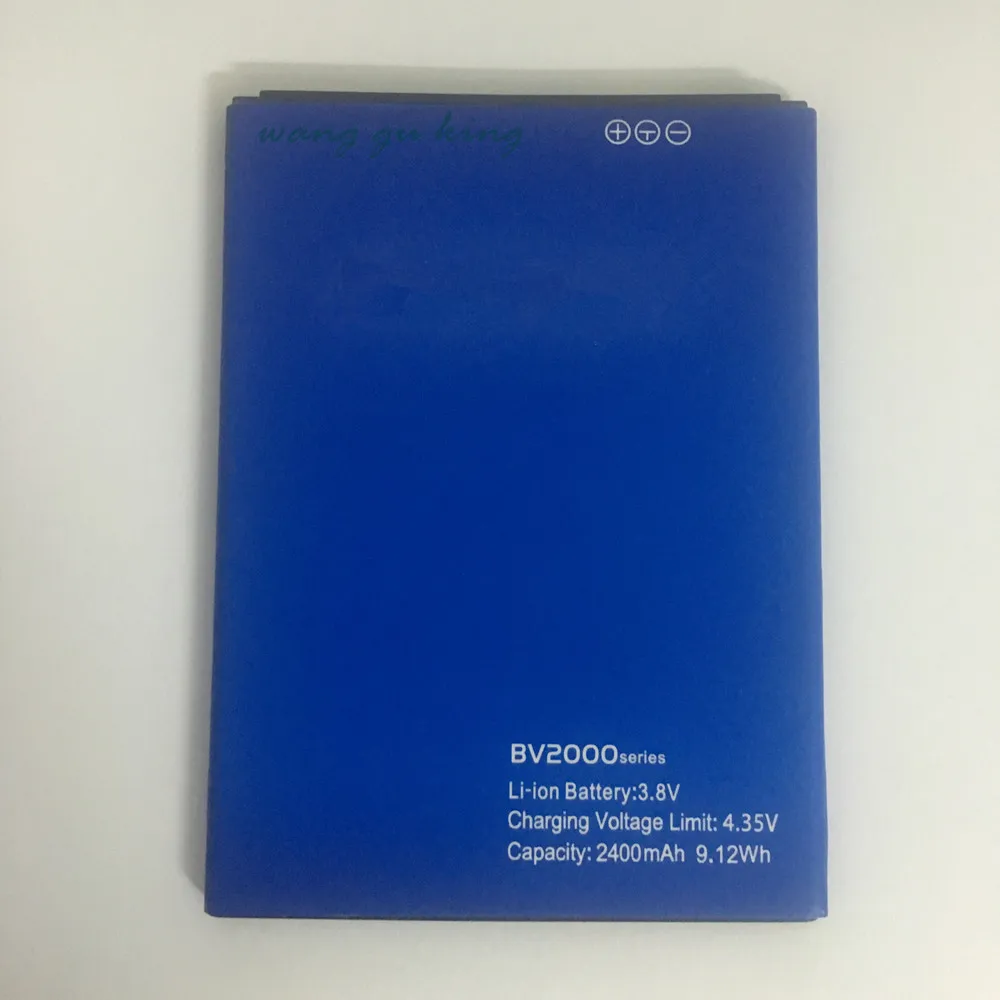 wang gu king
+ T −
BV2000series
Li-ion Battery:3.8V
Charging Voltage Limit: 4.35V
Capacity: 2400mAh 9.12Wh